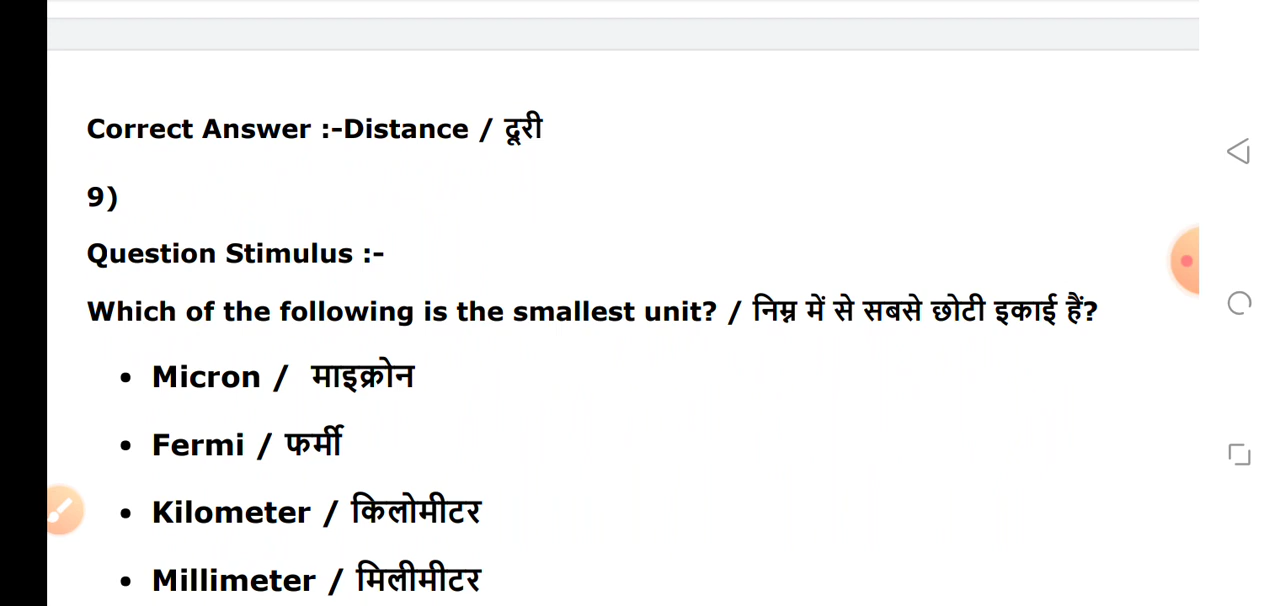 Correct Answer :-Distance / दूरी
9)
Question Stimulus :-
Which of the following is the smallest unit? / निम्न में से सबसे छोटी इकाई हैं?
• Micron / माइक्रोन
• Fermi / फर्मी
• Kilometer / किलोमीटर
• Millimeter / मिलीमीटर